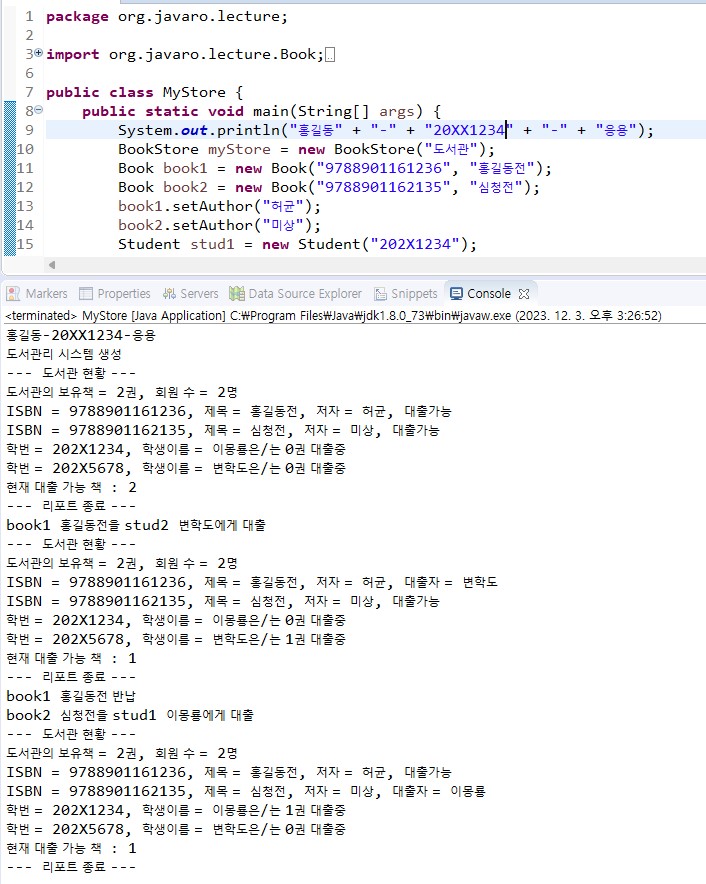 1 package org.javaro.lecture;
2
3 import org.javaro.lecture.Book;
6
7 public class MyStore {
8 public static void main(String[] args) {
9 System.out.println("홍길동" + "-" + "20XX1234" + "-" + "응용");
10 BookStore myStore = new BookStore("도서관");
11 Book book1 = new Book("9788901161236", "홍길동전");
12 Book book2 = new Book("9788901162135", "심청전");
13 book1.setAuthor("허균");
14 book2.setAuthor("미상");
15 Student stud1 = new Student("202X1234");
Markers Properties Servers Data Source Explorer Snippets Console
<terminated> MyStore [Java Application] C:₩Program Files₩Java₩jdk1.8.0_73₩bin₩javaw.exe (2023. 12. 3. 오후 3:26:52)
홍길동-20XX1234-응용
도서관리 시스템 생성
--- 도서관 현황 ---
도서관의 보유책 = 2권, 회원 수 = 2명
ISBN = 9788901161236, 제목 = 홍길동전, 저자 = 허균, 대출가능
ISBN = 9788901162135, 제목 = 심청전, 저자 = 미상, 대출가능
학번 = 202X1234, 학생이름 = 이몽룡은/는 0권 대출중
학번 = 202X5678, 학생이름 = 변학도은/는 0권 대출중
현재 대출 가능 책 : 2
--- 리포트 종료 ---
book1 홍길동전을 stud2 변학도에게 대출
--- 도서관 현황 ---
도서관의 보유책 = 2권, 회원 수 = 2명
ISBN = 9788901161236, 제목 = 홍길동전, 저자 = 허균, 대출자 = 변학도
ISBN = 9788901162135, 제목 = 심청전, 저자 = 미상, 대출가능
학번 = 202X1234, 학생이름 = 이몽룡은/는 0권 대출중
학번 = 202X5678, 학생이름 = 변학도은/는 1권 대출중
현재 대출 가능 책 : 1
--- 리포트 종료 ---
book1 홍길동전 반납
book2 심청전을 stud1 이몽룡에게 대출
--- 도서관 현황 ---
도서관의 보유책 = 2권, 회원 수 = 2명
ISBN = 9788901161236, 제목 = 홍길동전, 저자 = 허균, 대출가능
ISBN = 9788901162135, 제목 = 심청전, 저자 = 미상, 대출자 = 이몽룡
학번 = 202X1234, 학생이름 = 이몽룡은/는 1권 대출중
학번 = 202X5678, 학생이름 = 변학도은/는 0권 대출중
현재 대출 가능 책 : 1
--- 리포트 종료 ---